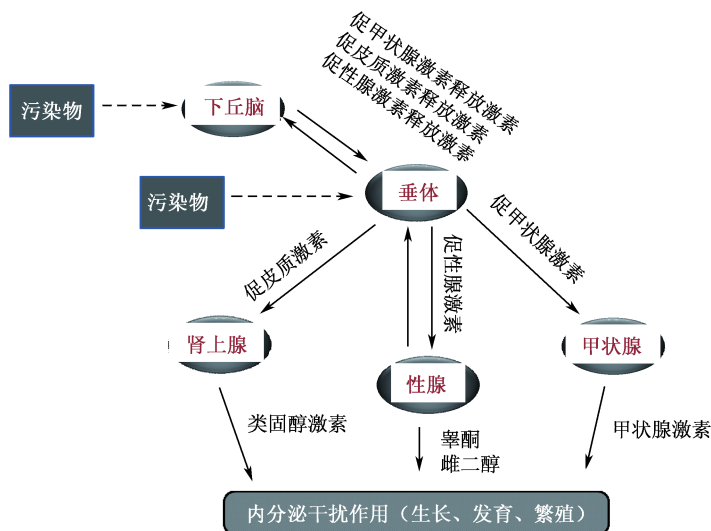 促甲状腺激素释放激素
促皮质激素释放激素
促性腺激素释放激素
污染物
下丘脑
污染物
垂体
促皮质激素
促性腺激素
促甲状腺激素
肾上腺
性腺
甲状腺
类固醇激素
睾酮
雌二醇
甲状腺激素
内分泌干扰作用（生长、发育、繁殖）